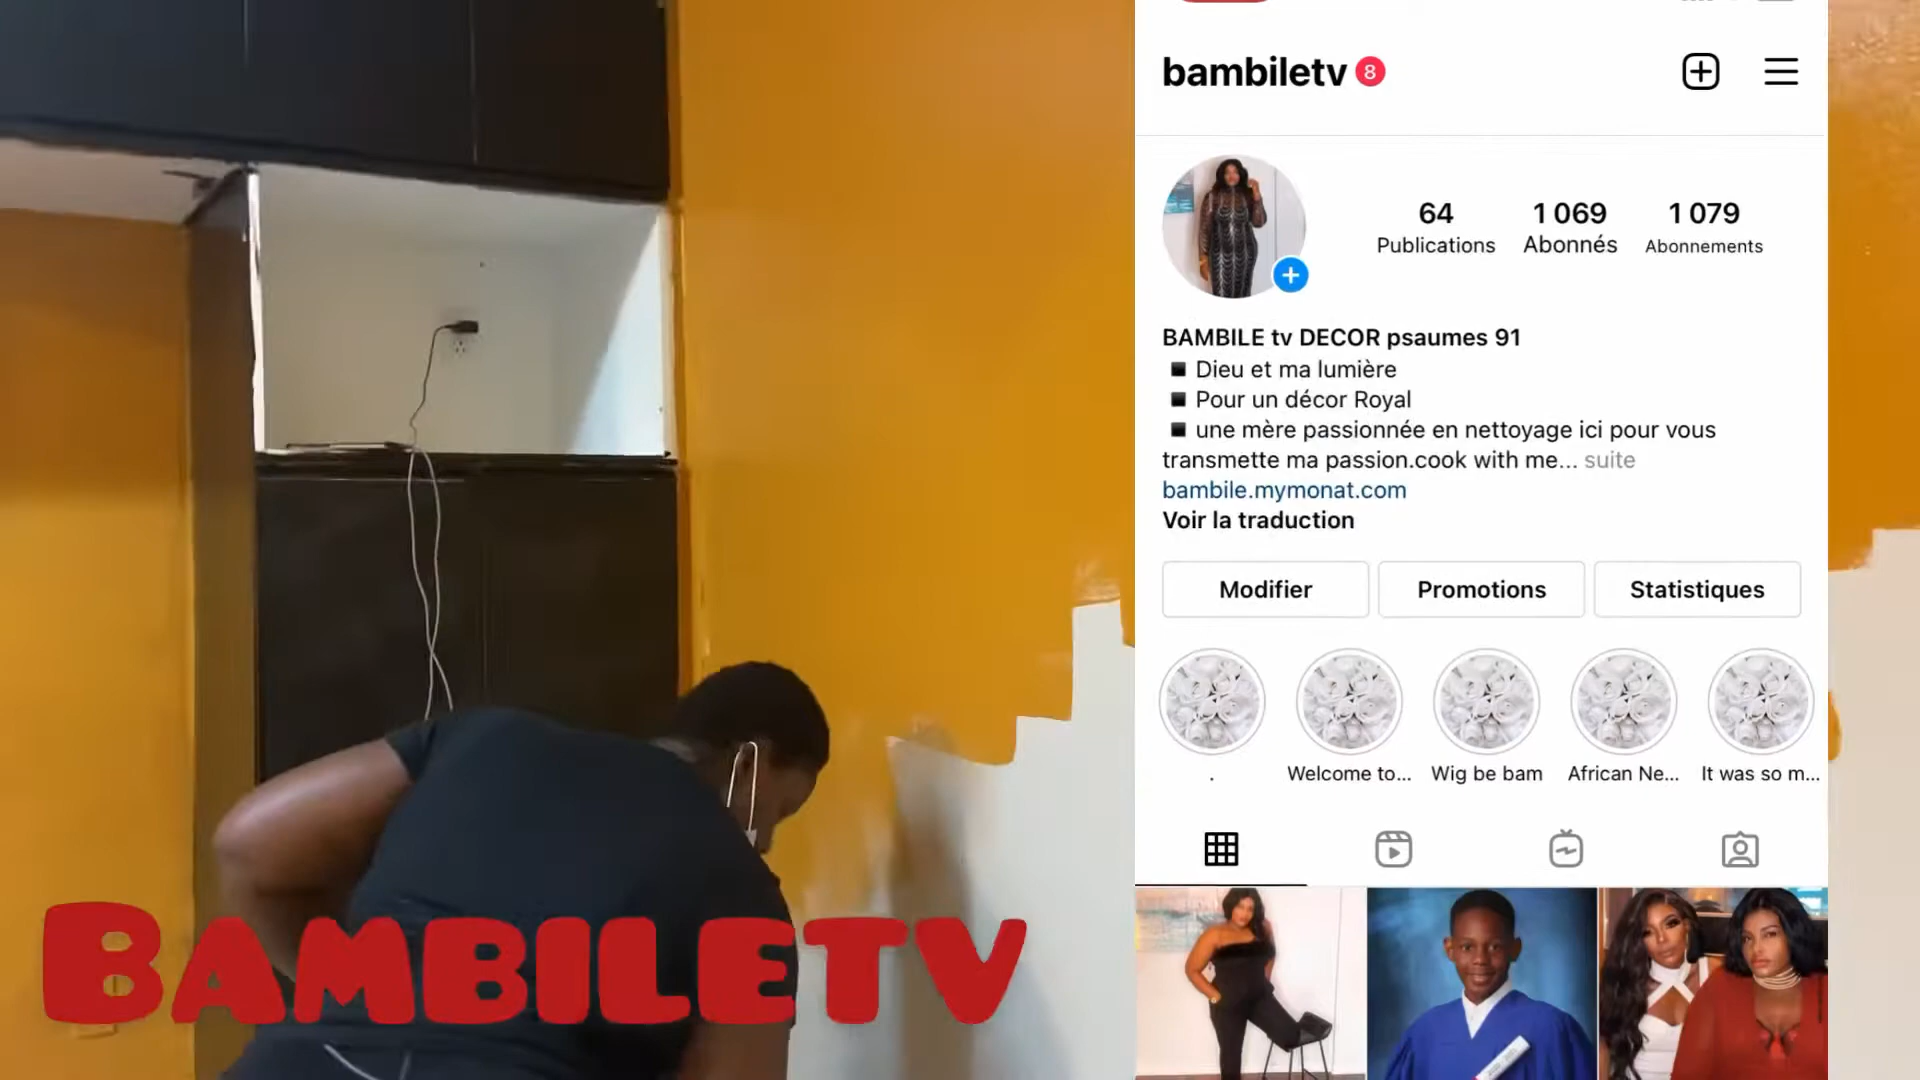 bambiletv 8
64
Publications
1 069
Abonnés
1 079
Abonnements
BAMBILE tv DECOR psaumes 91
Dieu et ma lumière
Pour un décor Royal
une mère passionnée en nettoyage ici pour vous
transmette ma passion.cook with me... suite
bambile.mymonat.com
Voir la traduction
Modifier
Promotions
Statistiques
.
Welcome to...
Wig be bam
African Ne...
It was so m...
BAMBILETV